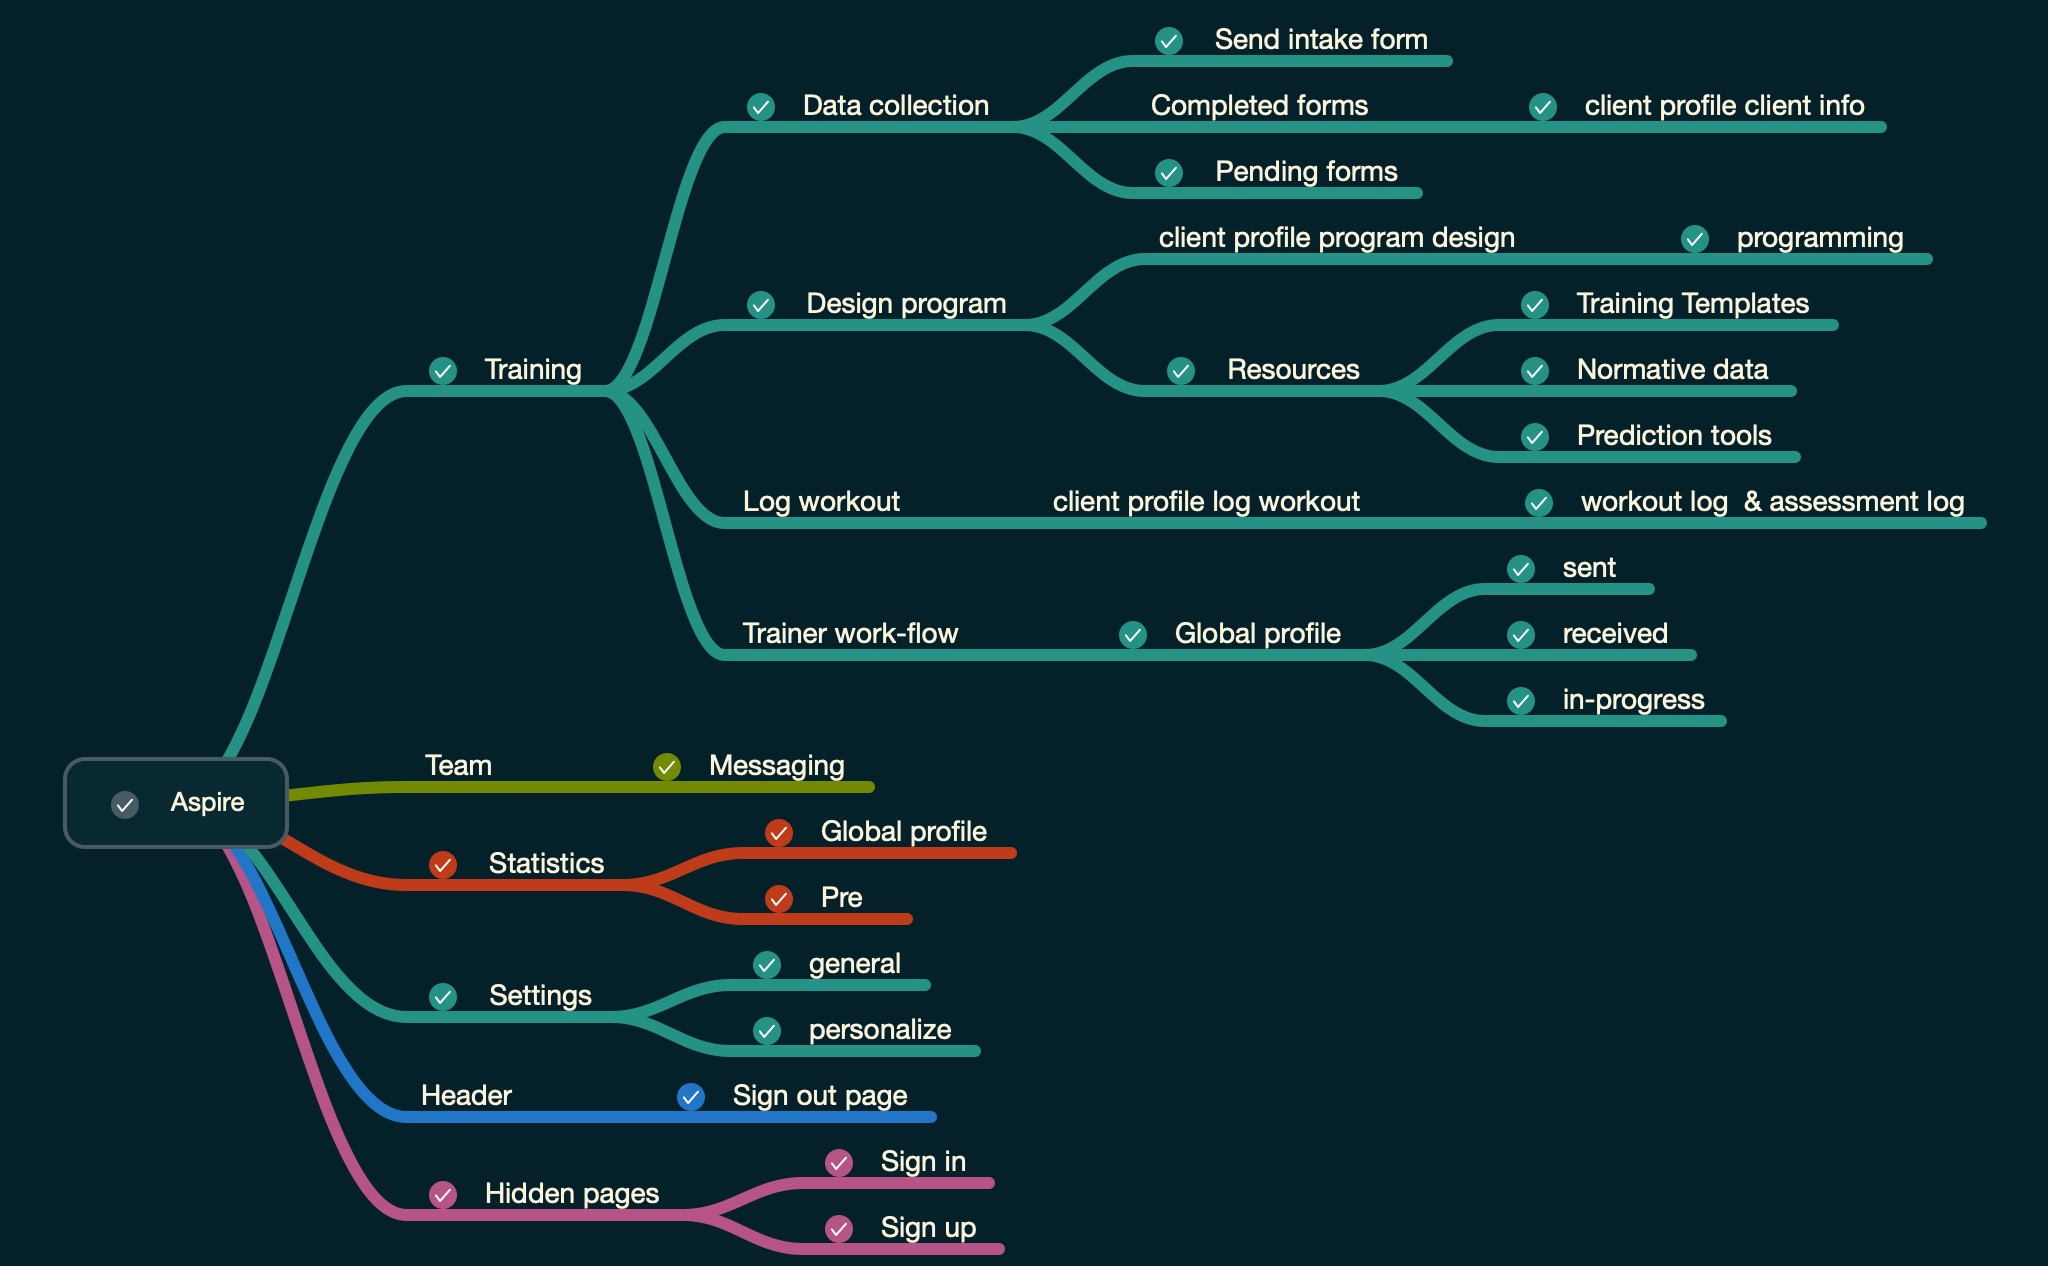 Send intake form
Data collection
Completed forms
client profile client info
Pending forms
client profile program design
programming
Design program
Training Templates
Training
Resources
Normative data
Prediction tools
Log workout
client profile log workout
workout log  & assessment log
sent
Trainer work-flow
Global profile
received
in-progress
Team
Messaging
Aspire
Global profile
Statistics
Pre
general
Settings
personalize
Header
Sign out page
Sign in
Hidden pages
Sign up